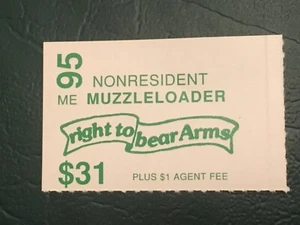 95 NONRESIDENT
ME MUZZLELOADER
right to bear Arms
$31 PLUS $1 AGENT FEE